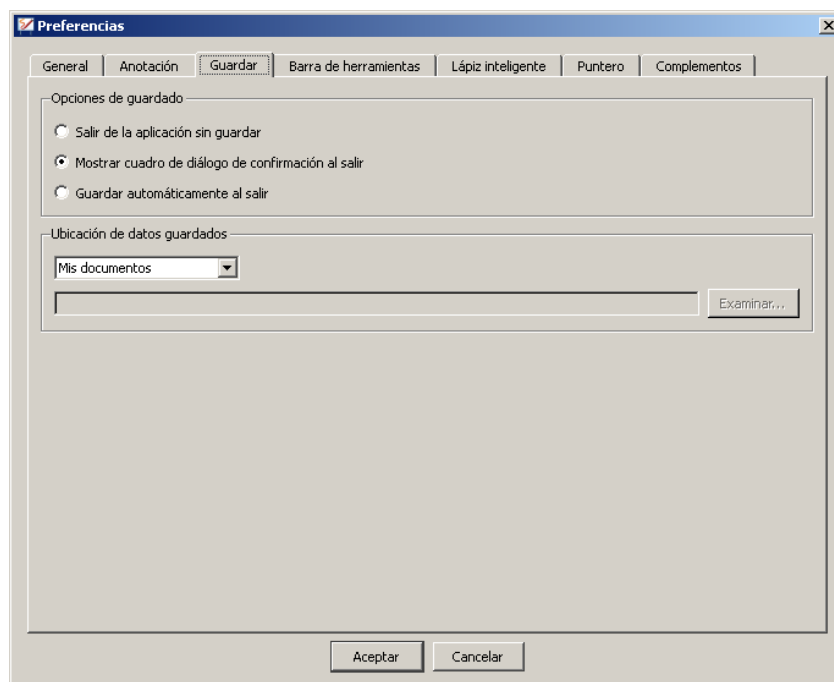 Preferencias
General Anotación Guardar Barra de herramientas Lápiz inteligente Puntero Complementos
Opciones de guardado
Salir de la aplicación sin guardar
Mostrar cuadro de diálogo de confirmación al salir
Guardar automáticamente al salir
Ubicación de datos guardados
Mis documentos
Examinar...
Aceptar Cancelar